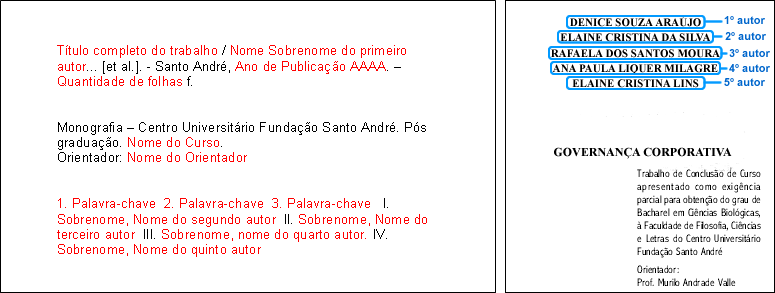 Título completo do trabalho / Nome Sobrenome do primeiro
autor... [et al.]. - Santo André, Ano de Publicação AAAA. –
Quantidade de folhas f.
Monografia – Centro Universitário Fundação Santo André. Pós
graduação. Nome do Curso.
Orientador: Nome do Orientador
1. Palavra-chave 2. Palavra-chave 3. Palavra-chave I.
Sobrenome, Nome do segundo autor II. Sobrenome, Nome do
terceiro autor III. Sobrenome, nome do quarto autor. IV.
Sobrenome, Nome do quinto autor
DENICE SOUZA ARAUJO 1º autor
ELAINE CRISTINA DA SILVA 2º autor
RAFAELA DOS SANTOS MOURA 3º autor
ANA PAULA LIQUER MILAGRE 4º autor
ELAINE CRISTINA LINS 5º autor
GOVERNANÇA CORPORATIVA
Trabalho de Conclusão de Curso
apresentado como exigência
parcial para obtenção do grau de
Bacharel em Ciências Biológicas,
à Faculdade de Filosofia, Ciências
e Letras do Centro Universitário
Fundação Santo André
Orientador:
Prof. Murilo Andrade Valle